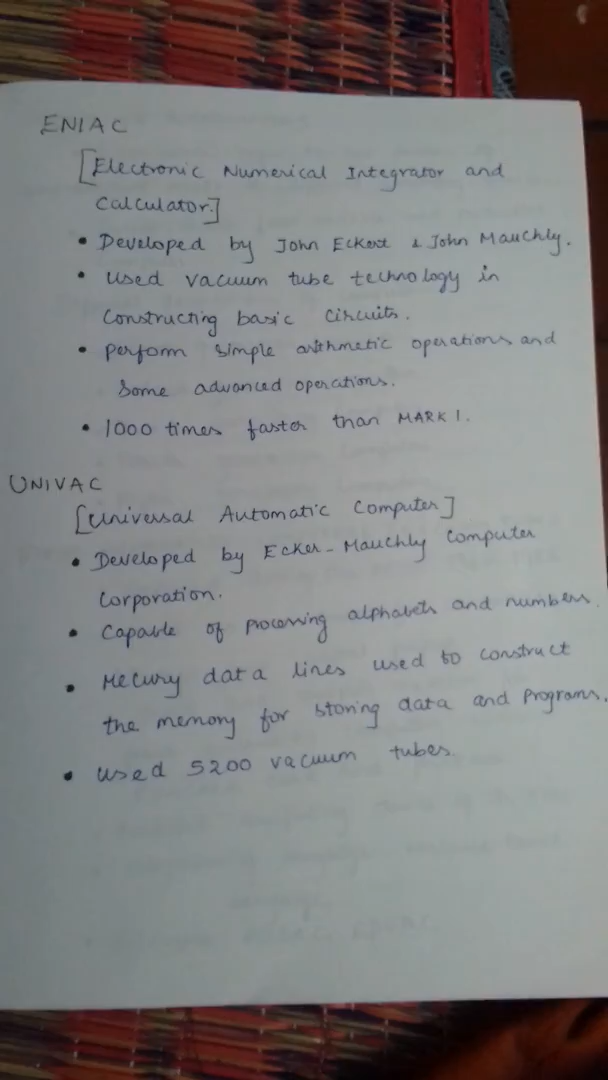 ENIAC
[Electronic Numerical Integrator and
Calculator]
• Developed by John Eckert & John Mauchly.
• Used vacuum tube technology in
constructing basic circuits.
• perform simple arithmetic operations and
some advanced operations.
• 1000 times faster than MARK 1.
UNIVAC
[Universal Automatic Computer]
• Developed by Ecker-Mauchly Computer
Corporation.
• Capable of processing alphabets and numbers.
• Mecury data lines used to construct
the memory for storing data and programs.
• Used 5200 vacuum tubes.